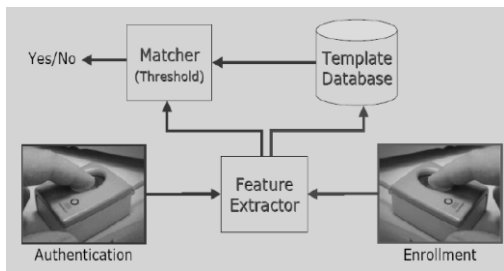 Yes/No
Matcher
(Threshold)
Template
Database
Feature
Extractor
Authentication
Enrollment